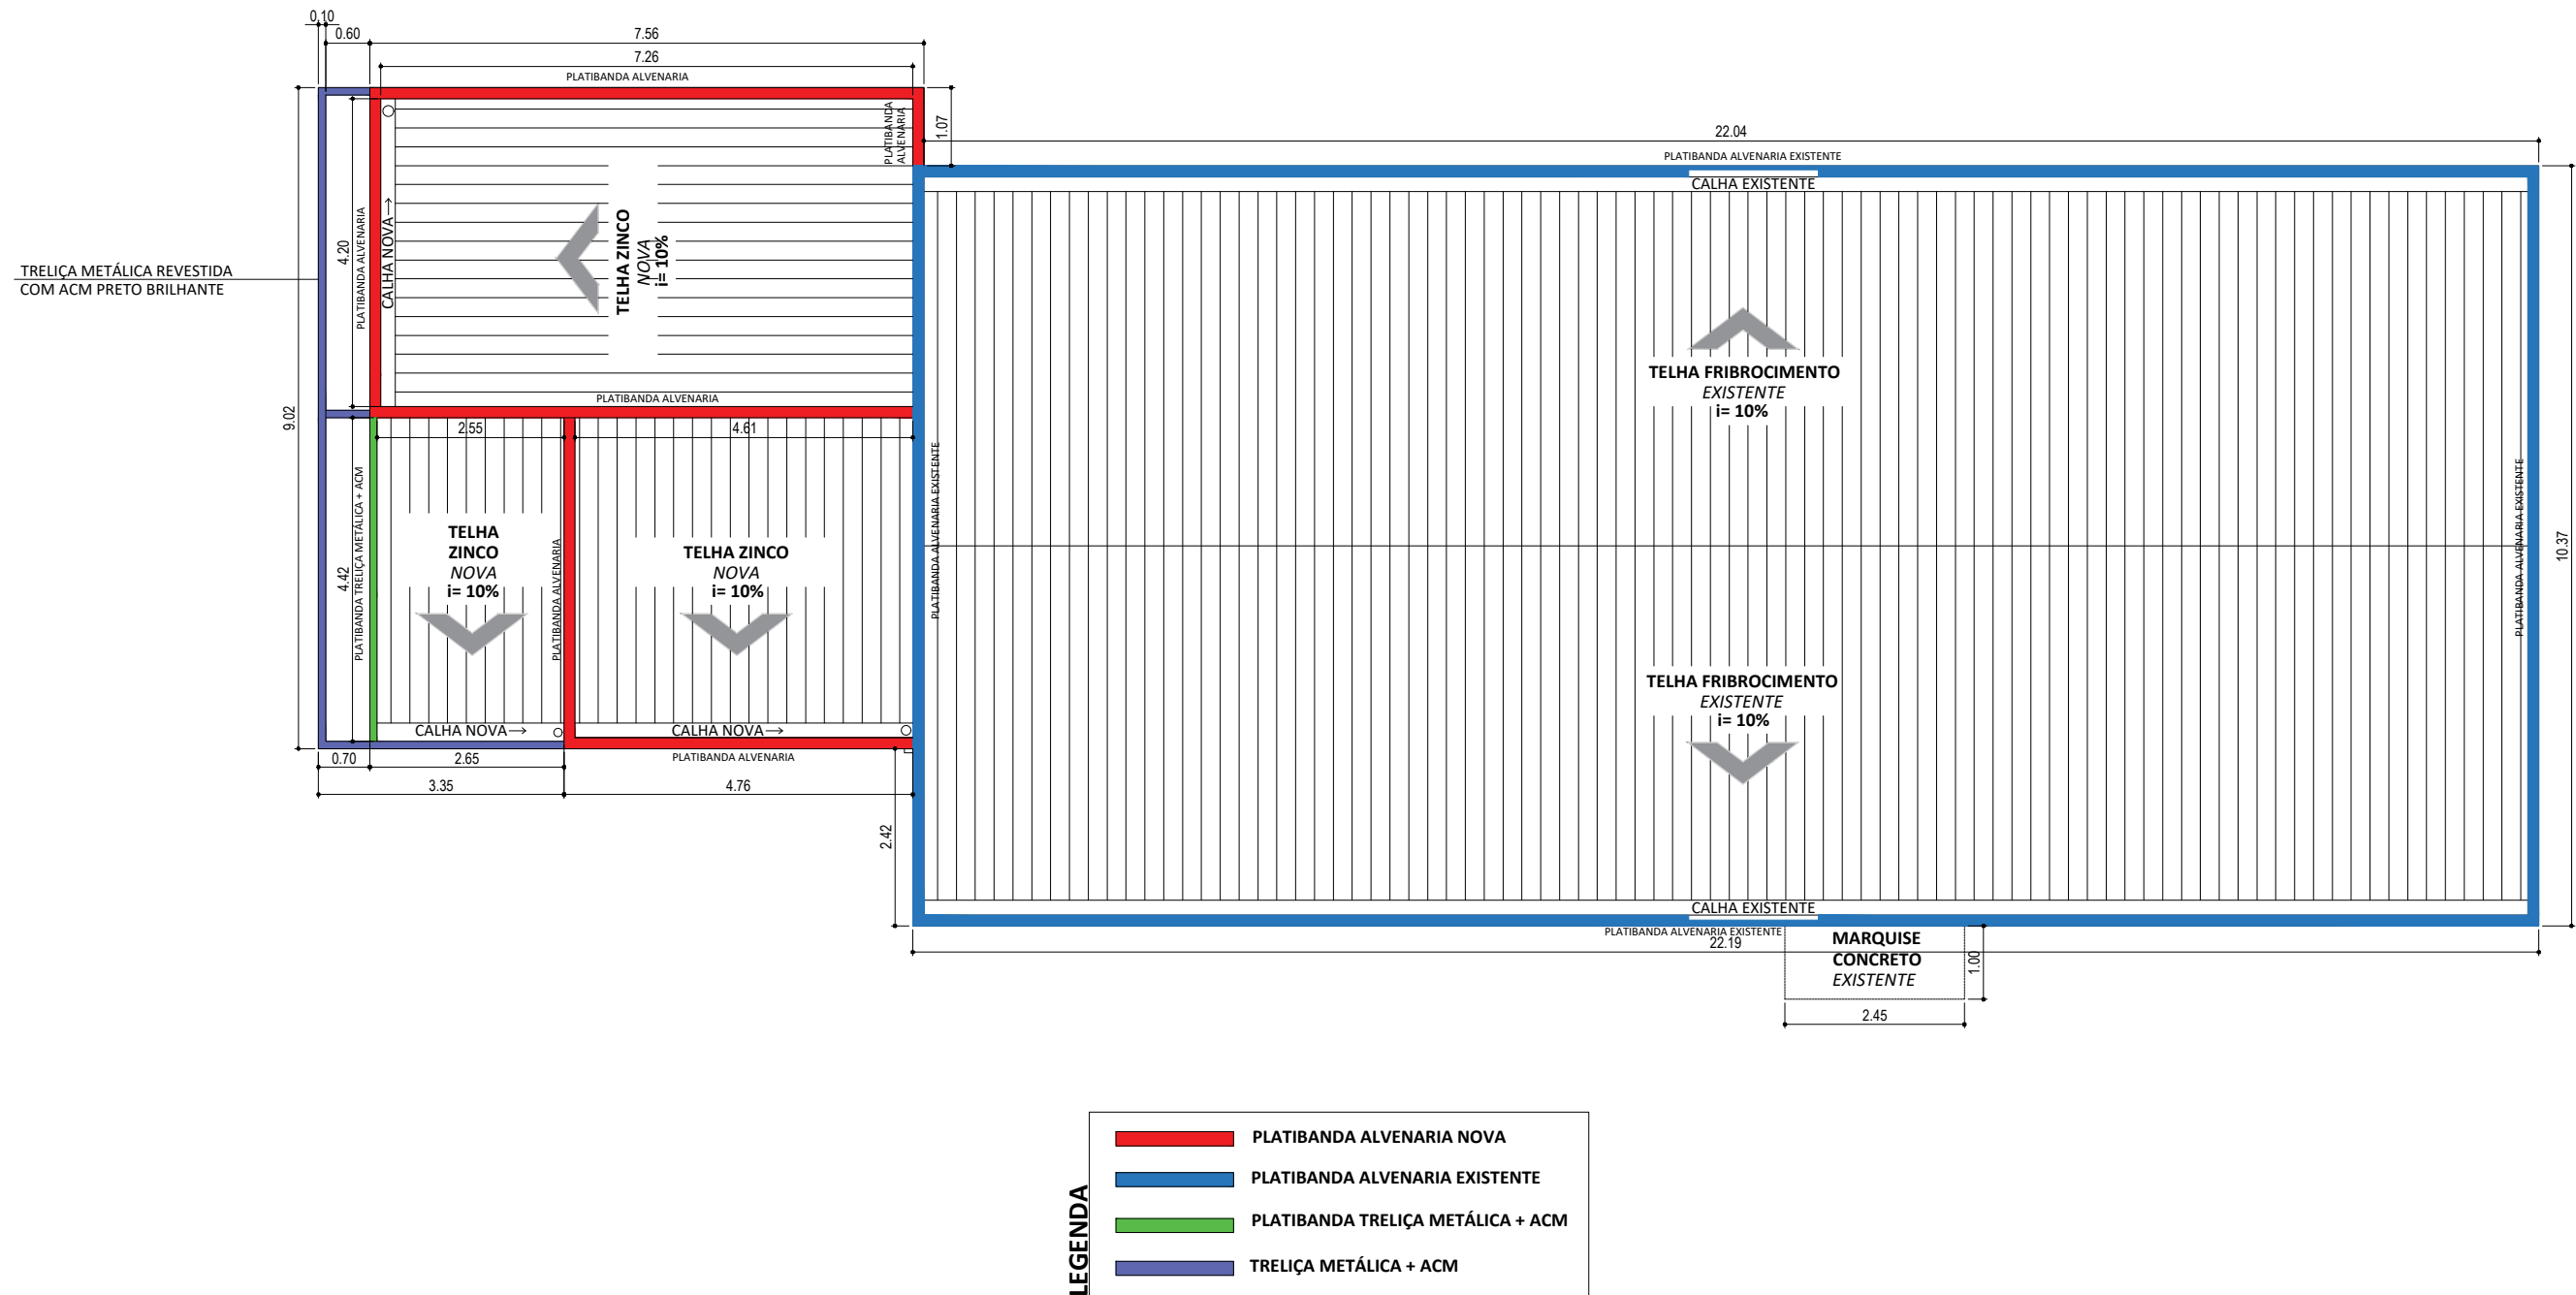 0.10
0.60
7.56
7.26
PLATIBANDA ALVENARIA
PLATIBANDA
ALVENARIA
1.07
22.04
PLATIBANDA ALVENARIA EXISTENTE
CALHA EXISTENTE
TRELIÇA METÁLICA REVESTIDA
COM ACM PRETO BRILHANTE
9.02
4.20
PLATIBANDA ALVENARIA
CALHA NOVA
TELHA ZINCO
NOVA
i= 10%
PLATIBANDA ALVENARIA
2.55
4.61
TELHA FRIBROCIMENTO
EXISTENTE
i= 10%
4.42
PLATIBANDA TRELIÇA METÁLICA + ACM
TELHA
ZINCO
NOVA
i= 10%
PLATIBANDA ALVENARIA
TELHA ZINCO
NOVA
i= 10%
PLATIBANDA ALVENARIA EXISTENTE
PLATIBANDA ALVENARIA EXISTENTE
10.37
TELHA FRIBROCIMENTO
EXISTENTE
i= 10%
CALHA NOVA
CALHA NOVA
PLATIBANDA ALVENARIA
0.70
2.65
3.35
4.76
2.42
CALHA EXISTENTE
PLATIBANDA ALVENARIA EXISTENTE
22.19
MARQUISE
CONCRETO
EXISTENTE
1.00
2.45
LEGENDA
PLATIBANDA ALVENARIA NOVA
PLATIBANDA ALVENARIA EXISTENTE
PLATIBANDA TRELIÇA METÁLICA + ACM
TRELIÇA METÁLICA + ACM